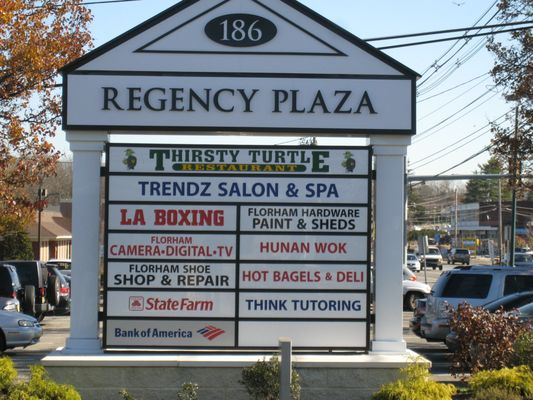 186
REGENCY PLAZA
THIRSTY TURTLE
RESTAURANT
TRENDZ SALON & SPA
LA BOXING
FLORHAM HARDWARE
PAINT & SHEDS
FLORHAM
CAMERA•DIGITAL•TV
HUNAN WOK
FLORHAM SHOE
SHOP & REPAIR
HOT BAGELS & DELI
State Farm
THINK TUTORING
Bank of America